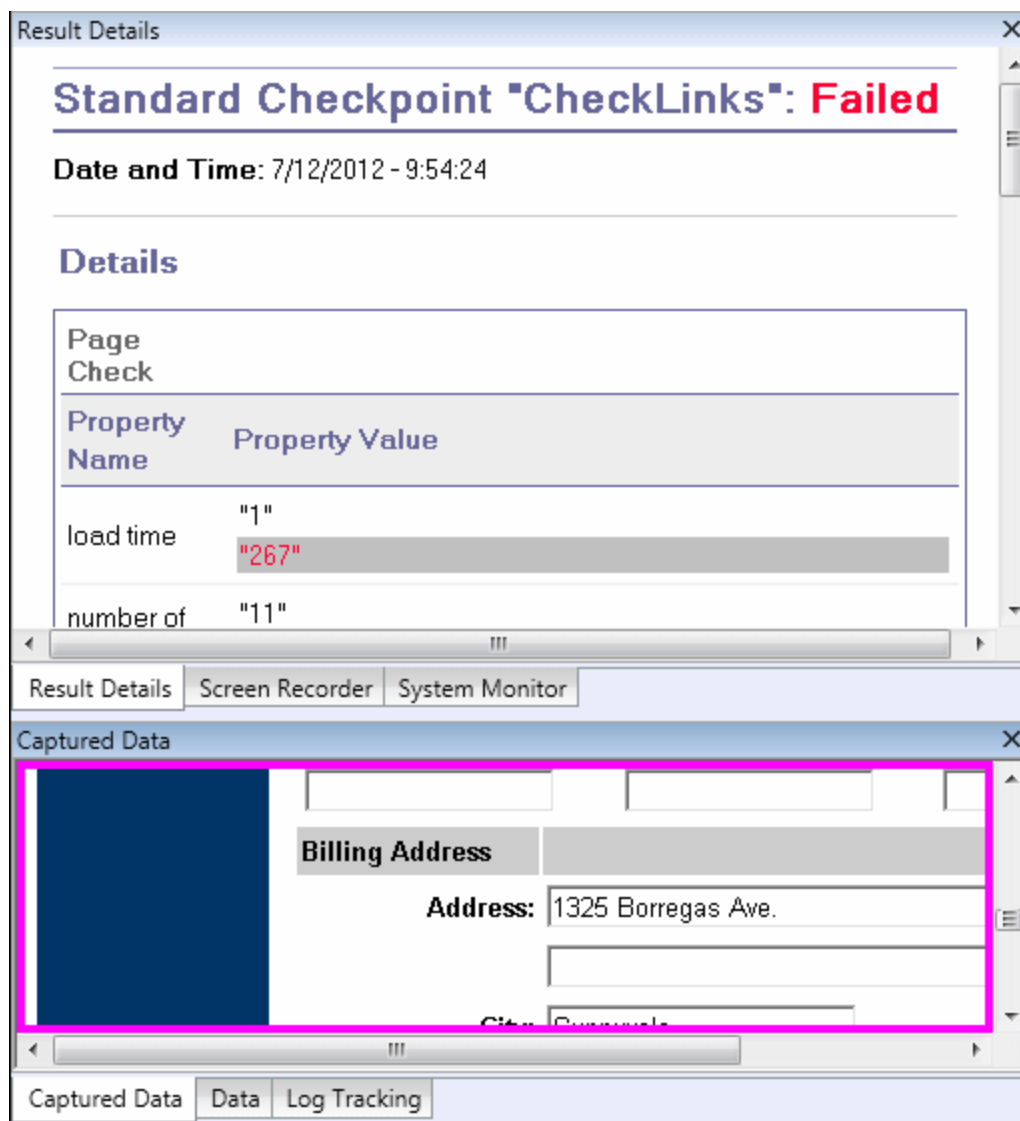 Result Details
Standard Checkpoint "CheckLinks": Failed
Date and Time: 7/12/2012 - 9:54:24
Details
Page
Check
Property
Name
Property Value
load time
"1"
"267"
number of
"11"
Result Details
Screen Recorder
System Monitor
Captured Data
Billing Address
Address:
1325 Borregas Ave.
City:
Sunnyvale
Captured Data
Data
Log Tracking